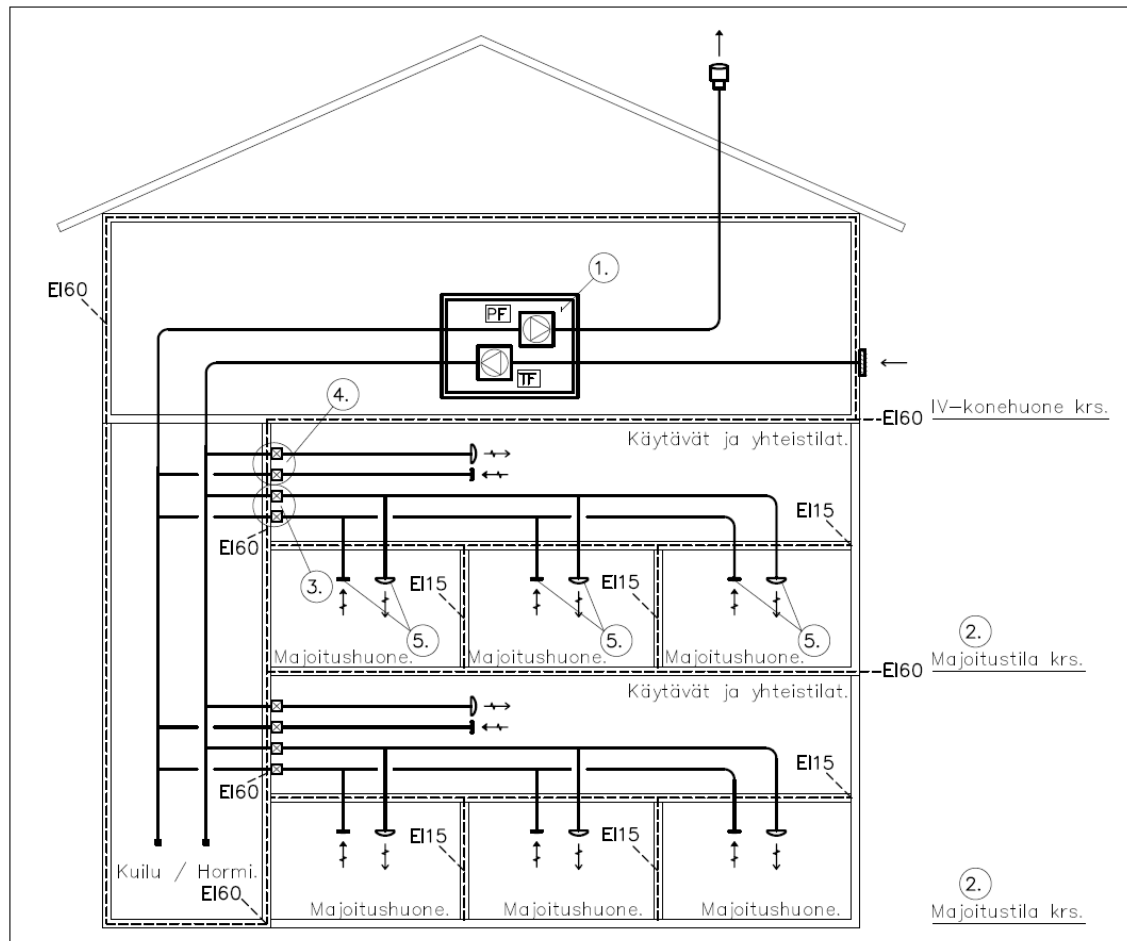 1.
EI60
PF
TF
4.
EI60
IV-konehuone krs.
Käytävät ja yhteistilat.
EI15
EI60
3.
EI15
EI15
5.
5.
5.
2.
Majoitushuone.
Majoitushuone.
Majoitushuone.
Majoitustila krs.
EI60
Käytävät ja yhteistilat.
EI15
EI60
EI15
EI15
Kuilu / Hormi.
EI60
2.
Majoitushuone.
Majoitushuone.
Majoitushuone.
Majoitustila krs.